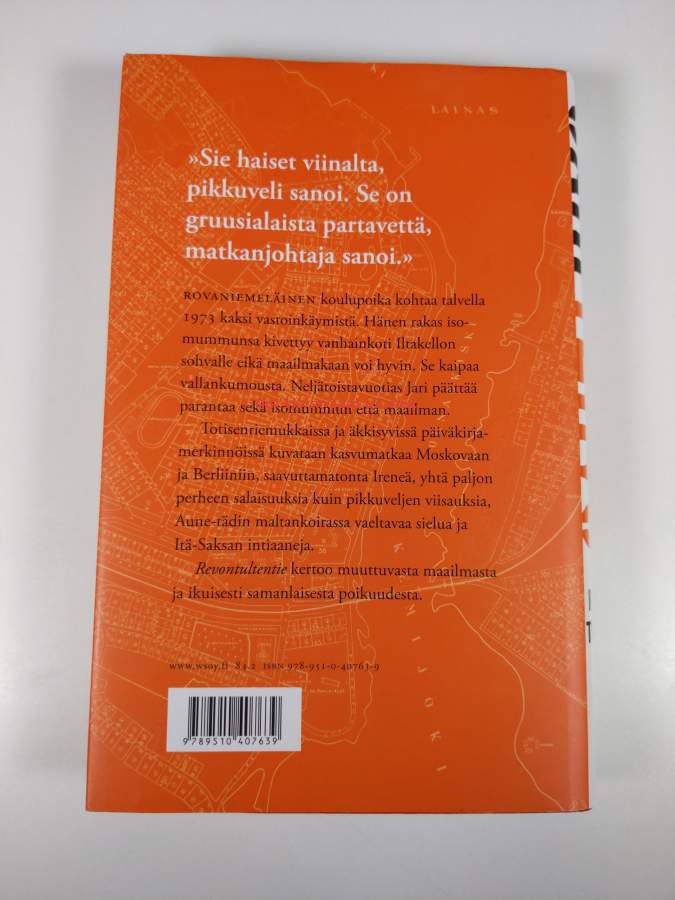 LAINAS
»Sie haiset viinalta,
pikkuveli sanoi. Se on
gruusialaista partavettä,
matkanjohtaja sanoi.»
ROVANIEMELÄINEN koulupoika kohtaa talvella
1973 kaksi vastoinkäymistä. Hänen rakas iso-
mummunsa kivettyy vanhainkoti Iltakellon
sohvalle eikä maailmakaan voi hyvin. Se kaipaa
vallankumousta. Neljätoistavuotias Jari päättää
parantaa sekä isomummun että maailman.
Totisenriemukkaissa ja äkkisyvissä päiväkirja-
merkinnöissä kuvataan kasvumatkaa Moskovaan
ja Berliiniin, saavuttamatonta Ireneä, yhtä paljon
perheen salaisuuksia kuin pikkuveljen viisauksia,
Aune-tädin maltankoirassa vaeltavaa sielua ja
Itä-Saksan intiaaneja.
Revontultentie kertoo muuttuvasta maailmasta
ja ikuisesti samanlaisesta poikuudesta.
www.wsoy.fi 84.2 ISBN 978-951-0-40763-9
9 789510 407639